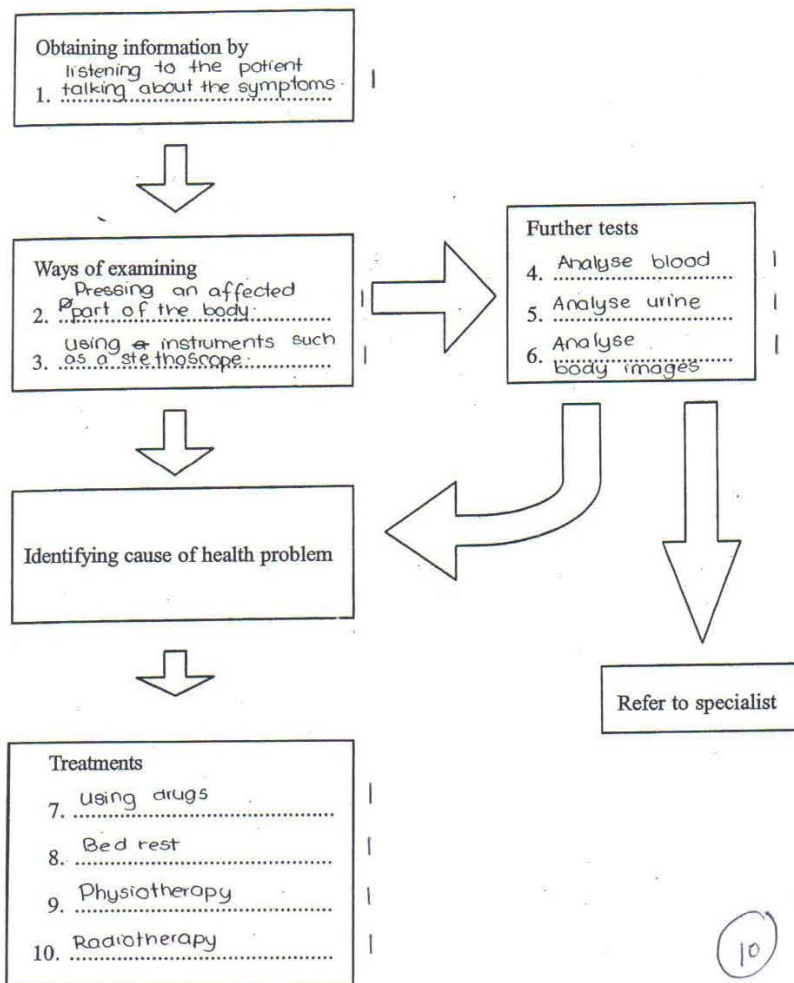 Obtaining information by
listening to the patient
1. talking about the symptoms.
Ways of examining
Pressing an affected
2. part of the body.
using instruments such
3. as a stethoscope.
Further tests
4. Analyse blood
5. Analyse urine
6. Analyse
body images
Identifying cause of health problem
Refer to specialist
Treatments
7. using drugs
8. Bed rest
9. Physiotherapy
10. Radiotherapy
10